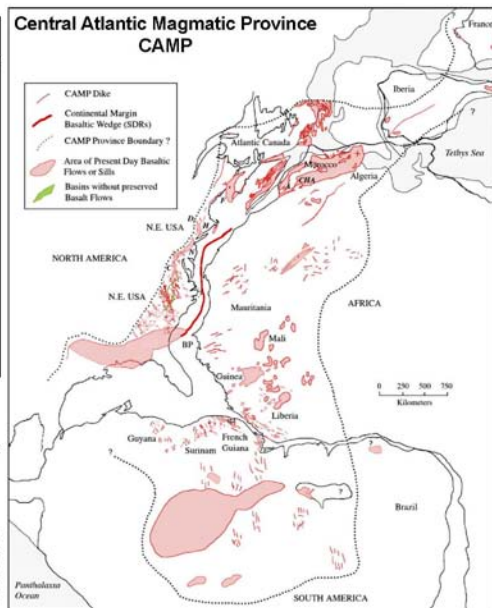 Central Atlantic Magmatic Province
CAMP
CAMP Dike
Continental Margin
Basaltic Wedge (SDRs)
CAMP Province Boundary ?
Area of Present Day Basaltic
Flows or Sills
Basins without preserved
Basalt Flows
France
Iberia
?
Tethys Sea
Atlantic Canada
Morocco
CHA
Algeria
F
D
H
N.E. USA
NORTH AMERICA
N.E. USA
BP
Mauritania
AFRICA
Mali
Guinea
Liberia
0 250 500 750
Kilometers
Guyana
Surinam
French
Guiana
?
?
?
Brazil
Panthalassa
Ocean
SOUTH AMERICA